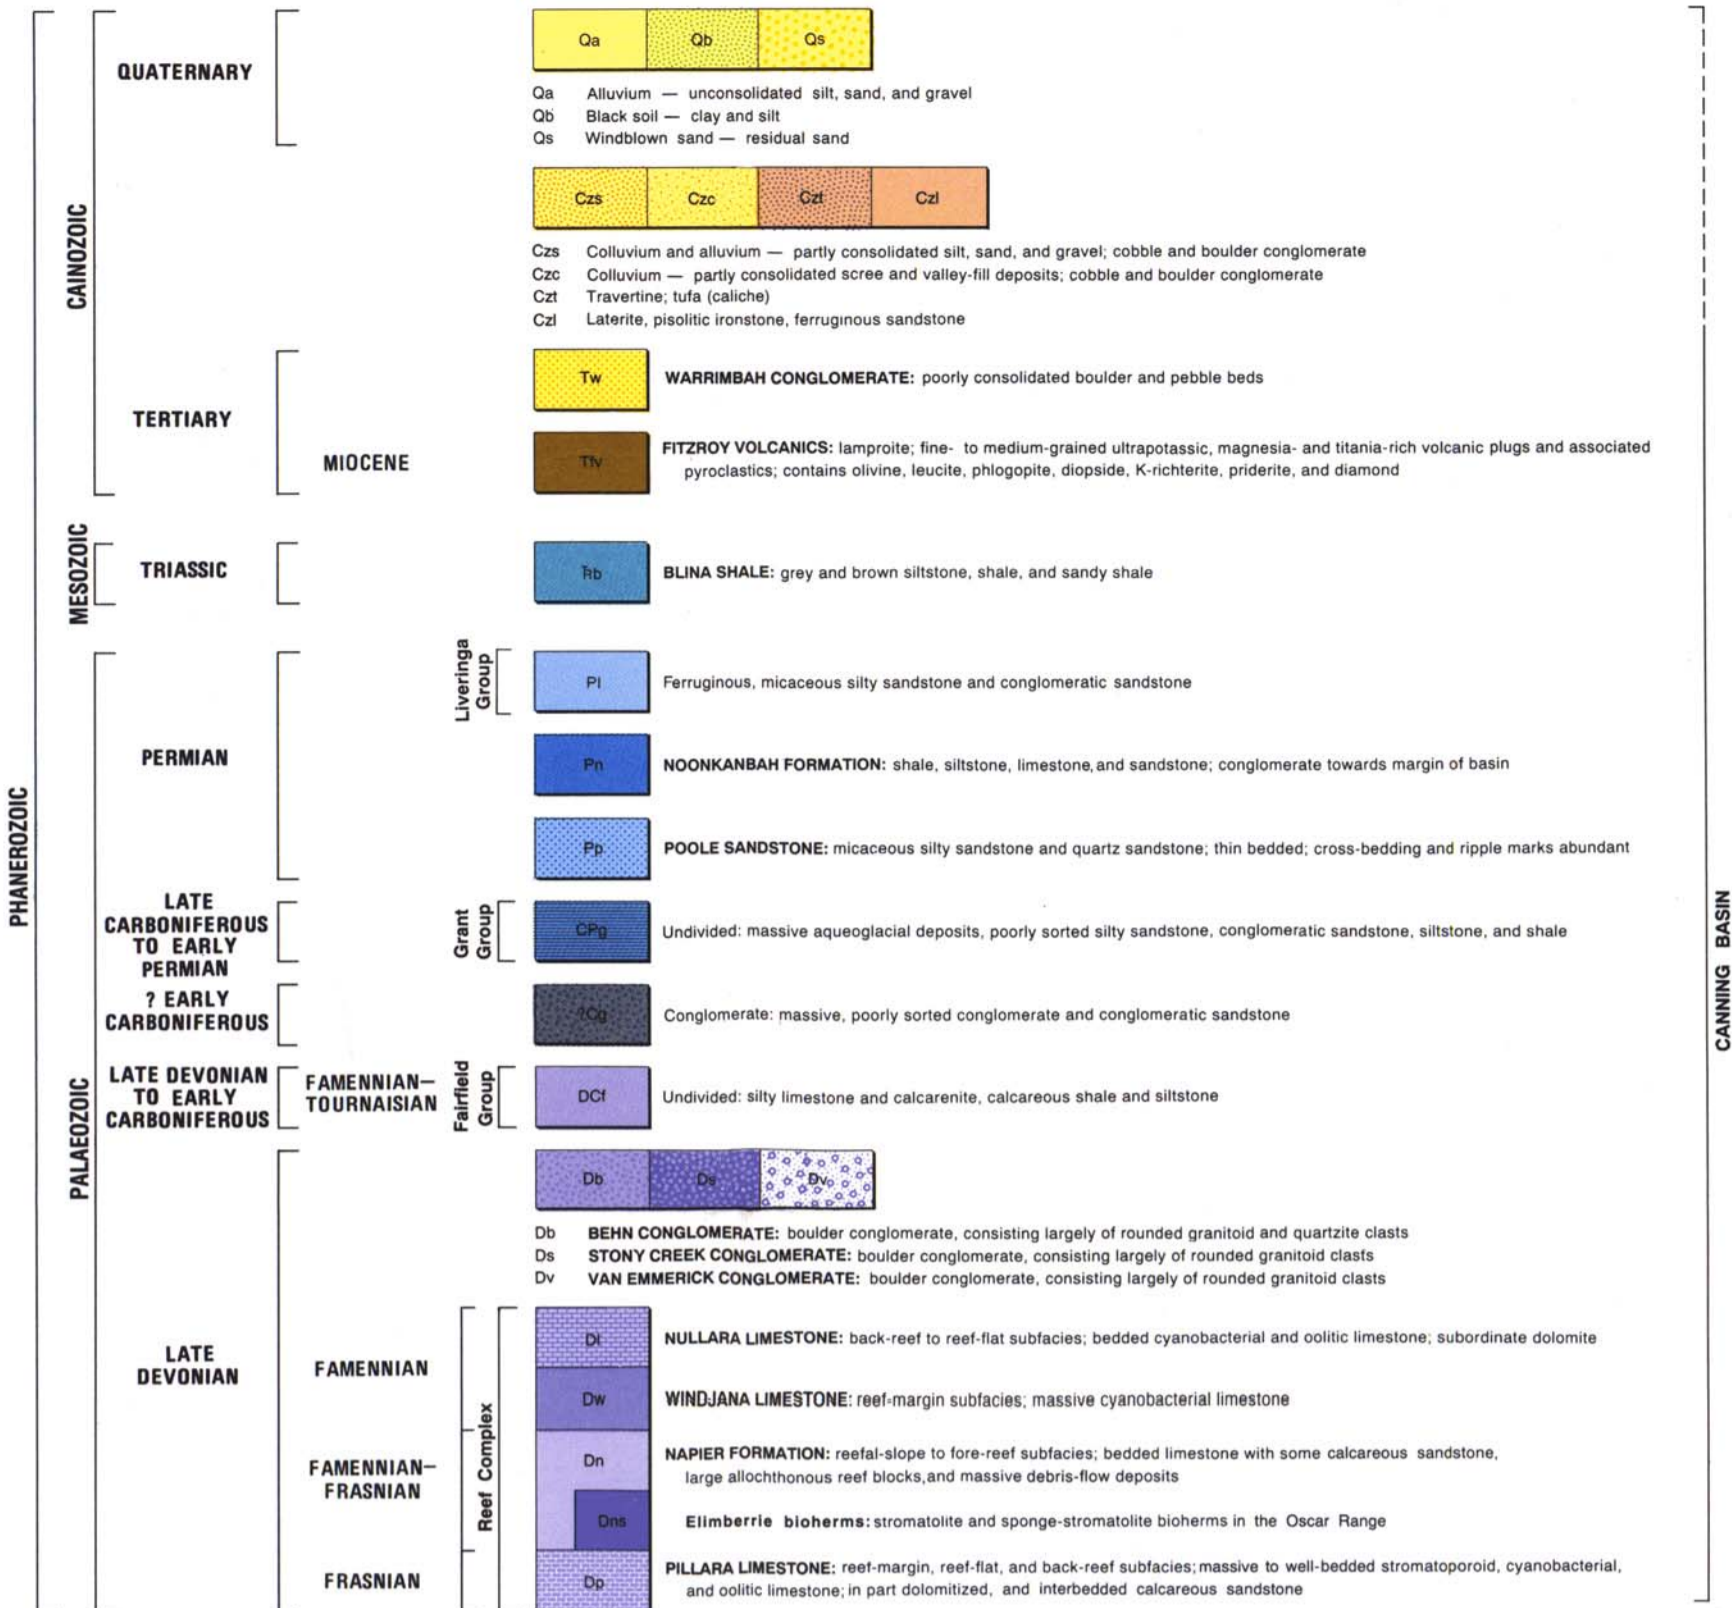 PHANEROZOIC
CAINOZOIC
QUATERNARY
Qa Qb Qs
Qa Alluvium — unconsolidated silt, sand, and gravel
Qb Black soil — clay and silt
Qs Windblown sand — residual sand
Czs Czc Czt Czl
Czs Colluvium and alluvium — partly consolidated silt, sand, and gravel; cobble and boulder conglomerate
Czc Colluvium — partly consolidated scree and valley-fill deposits; cobble and boulder conglomerate
Czt Travertine; tufa (caliche)
Czl Laterite, pisolitic ironstone, ferruginous sandstone
TERTIARY
Tw WARRIMBAH CONGLOMERATE: poorly consolidated boulder and pebble beds
MIOCENE
Tfv FITZROY VOLCANICS: lamproite; fine- to medium-grained ultrapotassic, magnesia- and titania-rich volcanic plugs and associated
pyroclastics; contains olivine, leucite, phlogopite, diopside, K-richterite, priderite, and diamond
MESOZOIC
TRIASSIC
Rb BLINA SHALE: grey and brown siltstone, shale, and sandy shale
PALAEOZOIC
PERMIAN
Liveringa
Group
Pl Ferruginous, micaceous silty sandstone and conglomeratic sandstone
Pn NOONKANBAH FORMATION: shale, siltstone, limestone, and sandstone; conglomerate towards margin of basin
Pp POOLE SANDSTONE: micaceous silty sandstone and quartz sandstone; thin bedded; cross-bedding and ripple marks abundant
LATE
CARBONIFEROUS
TO EARLY
PERMIAN
Grant
Group
CPg Undivided: massive aqueoglacial deposits, poorly sorted silty sandstone, conglomeratic sandstone, siltstone, and shale
? EARLY
CARBONIFEROUS
?Cg Conglomerate: massive, poorly sorted conglomerate and conglomeratic sandstone
LATE DEVONIAN
TO EARLY
CARBONIFEROUS
FAMENNIAN—
TOURNAISIAN
Fairfield
Group
DCf Undivided: silty limestone and calcarenite, calcareous shale and siltstone
LATE
DEVONIAN
Db Ds Dv
Db BEHN CONGLOMERATE: boulder conglomerate, consisting largely of rounded granitoid and quartzite clasts
Ds STONY CREEK CONGLOMERATE: boulder conglomerate, consisting largely of rounded granitoid clasts
Dv VAN EMMERICK CONGLOMERATE: boulder conglomerate, consisting largely of rounded granitoid clasts
Reef Complex
FAMENNIAN
Dl NULLARA LIMESTONE: back-reef to reef-flat subfacies; bedded cyanobacterial and oolitic limestone; subordinate dolomite
Dw WINDJANA LIMESTONE: reef-margin subfacies; massive cyanobacterial limestone
FAMENNIAN—
FRASNIAN
Dn NAPIER FORMATION: reefal-slope to fore-reef subfacies; bedded limestone with some calcareous sandstone,
large allochthonous reef blocks, and massive debris-flow deposits
Dns Elimberrie bioherms: stromatolite and sponge-stromatolite bioherms in the Oscar Range
FRASNIAN
Dp PILLARA LIMESTONE: reef-margin, reef-flat, and back-reef subfacies; massive to well-bedded stromatoporoid, cyanobacterial,
and oolitic limestone; in part dolomitized, and interbedded calcareous sandstone
CANNING BASIN